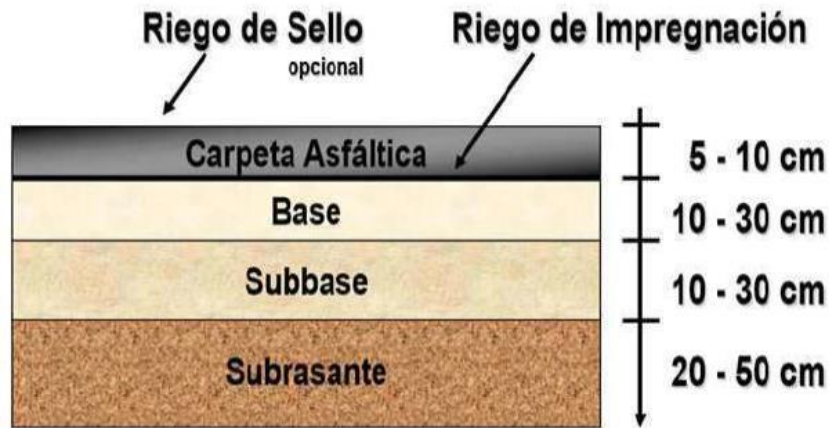 Riego de Sello
opcional
Riego de Impregnación
Carpeta Asfáltica
5 - 10 cm
Base
10 - 30 cm
Subbase
10 - 30 cm
Subrasante
20 - 50 cm